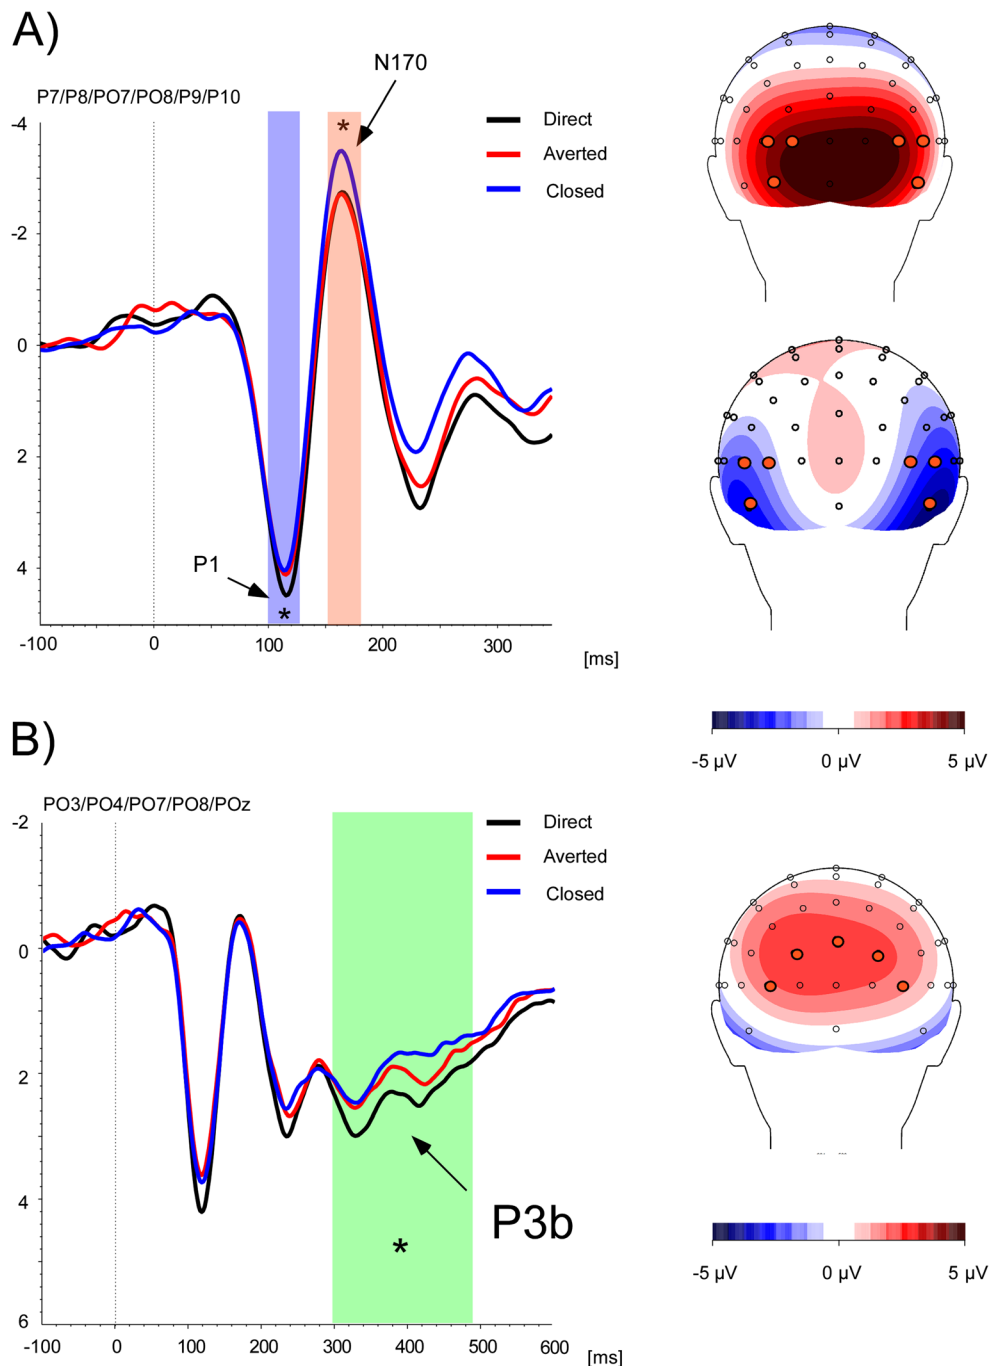 A)
N170
P7/P8/PO7/PO8/P9/P10
-4
*
Direct
Averted
Closed
-2
0
2
4
P1
*
-100
0
100
200
300
[ms]
-5 µV
0 µV
5 µV
B)
PO3/PO4/PO7/PO8/POz
-2
Direct
Averted
Closed
0
2
4
6
P3b
*
-100
0
100
200
300
400
500
600
[ms]
-5 µV
0 µV
5 µV